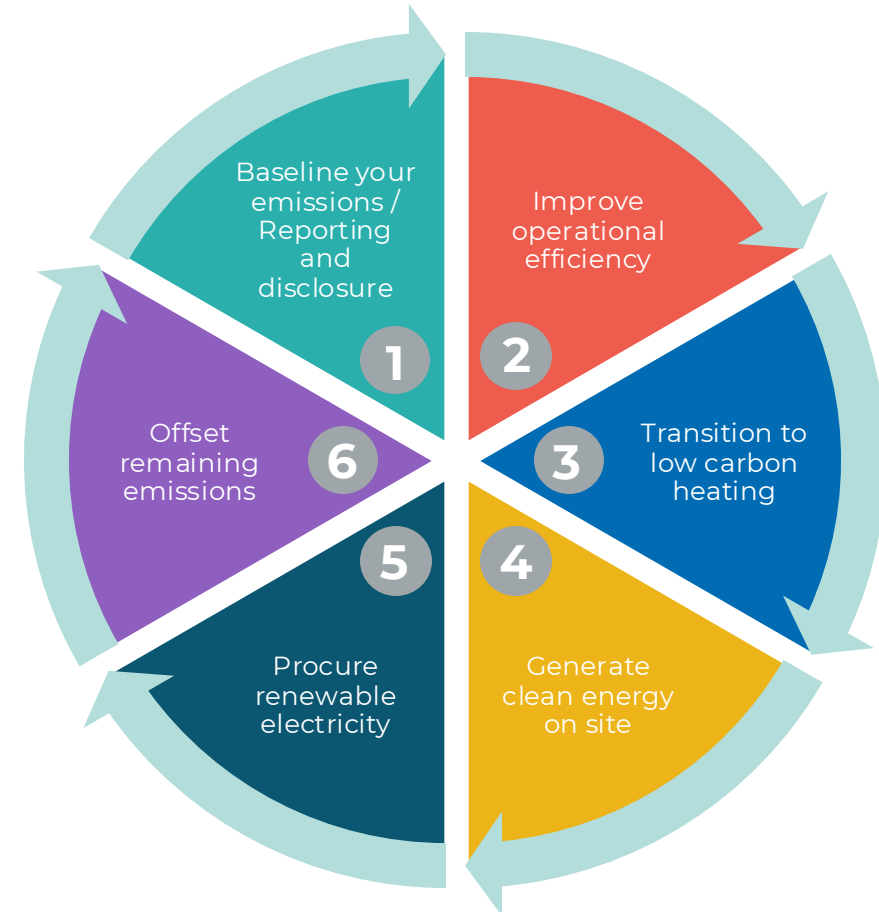 Baseline your
emissions /
Reporting
and
disclosure
1
Improve
operational
efficiency
2
Transition to
low carbon
heating
3
Generate
clean energy
on site
4
Procure
renewable
electricity
5
Offset
remaining
emissions
6